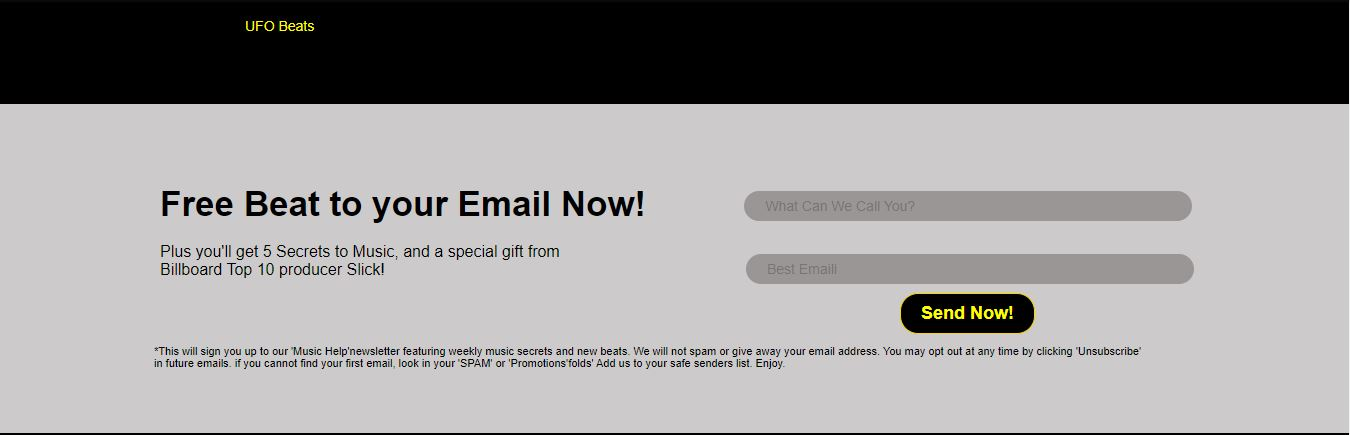 UFO Beats
Free Beat to your Email Now!
Plus you'll get 5 Secrets to Music, and a special gift from
Billboard Top 10 producer Slick!
What Can We Call You?
Best Emaili
Send Now!
*This will sign you up to our 'Music Help'newsletter featuring weekly music secrets and new beats. We will not spam or give away your email address. You may opt out at any time by clicking 'Unsubscribe'
in future emails. if you cannot find your first email, look in your 'SPAM' or 'Promotions'folds' Add us to your safe senders list. Enjoy.